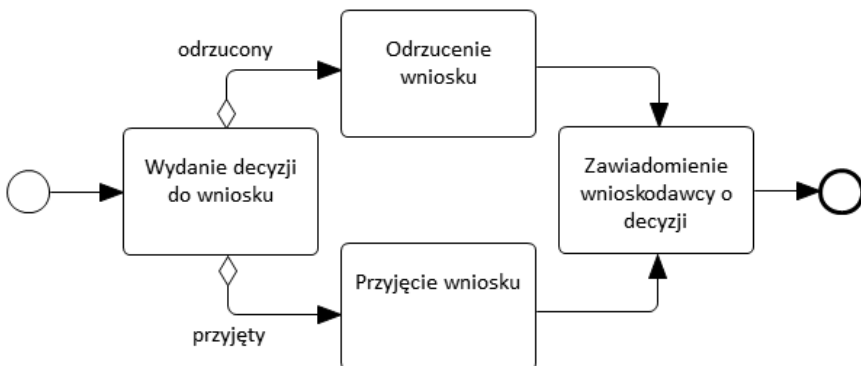 odrzucony
Odrzucenie
wniosku
Wydanie decyzji
do wniosku
Zawiadomienie
wnioskodawcy o
decyzji
Przyjęcie wniosku
przyjęty